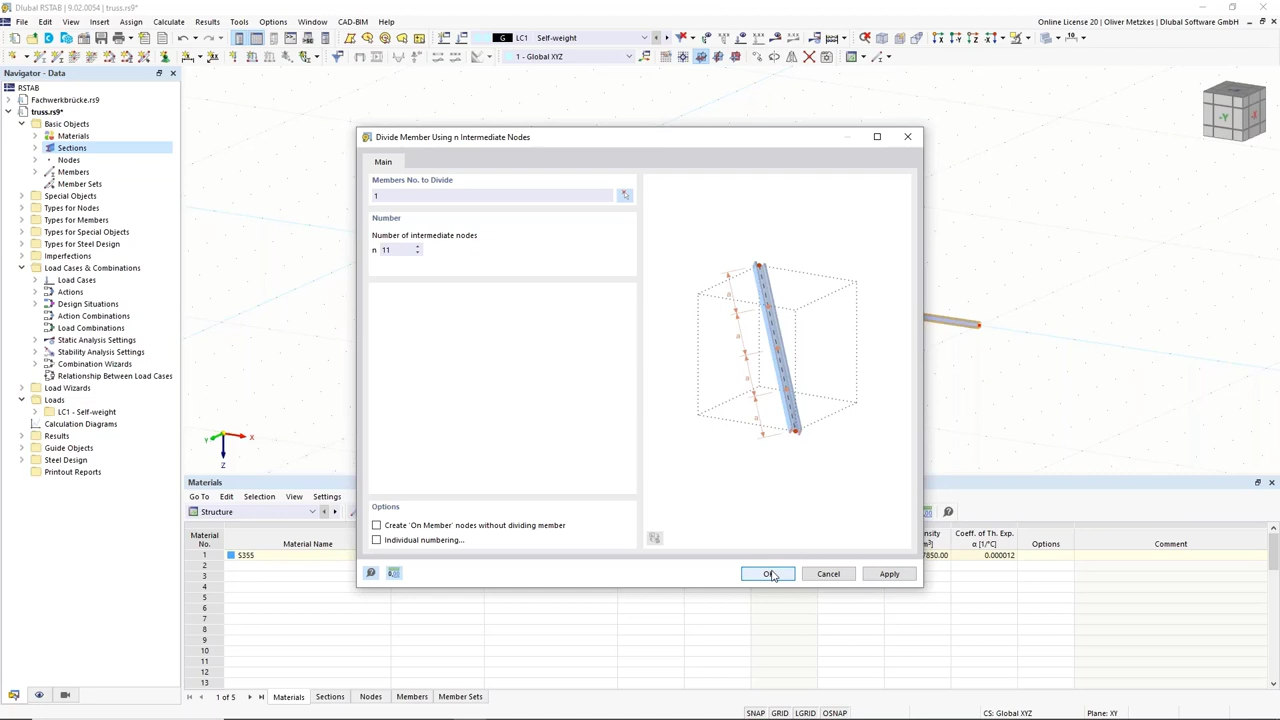 Dlubal RSTAB | 9.02.0054 | truss.rs9*
File Edit View Insert Assign Calculate Results Tools Options Window CAD-BIM Help
Online License 20 | Oliver Metzkes | Dlubal Software GmbH
G LC1 Self-weight
1 - Global XYZ
Navigator - Data
RSTAB
Fachwerkbrücke.rs9
truss.rs9*
Basic Objects
Materials
Sections
Nodes
Members
Member Sets
Special Objects
Types for Nodes
Types for Members
Types for Special Objects
Types for Steel Design
Imperfections
Load Cases & Combinations
Load Cases
Actions
Design Situations
Action Combinations
Load Combinations
Static Analysis Settings
Stability Analysis Settings
Combination Wizards
Relationship Between Load Cases
Load Wizards
Loads
LC1 - Self-weight
Calculation Diagrams
Results
Guide Objects
Steel Design
Printout Reports
-Y
-X
Y
X
Z
Divide Member Using n Intermediate Nodes
Main
Members No. to Divide
1
Number
Number of intermediate nodes
n 11
a
a
a
a
Options
Create 'On Member' nodes without dividing member
Individual numbering...
Cancel
Apply
Materials
Go To Edit Selection View Settings
Structure
Material
No.
Material Name
Coeff. of Th. Exp.
α [1/°C]
Options
Comment
1 S355 7850.00 0.000012
2
3
4
5
6
7
8
9
10
11
12
13
1 of 5
Materials Sections Nodes Members Member Sets
SNAP GRID LGRID OSNAP
CS: Global XYZ
Plane: XY